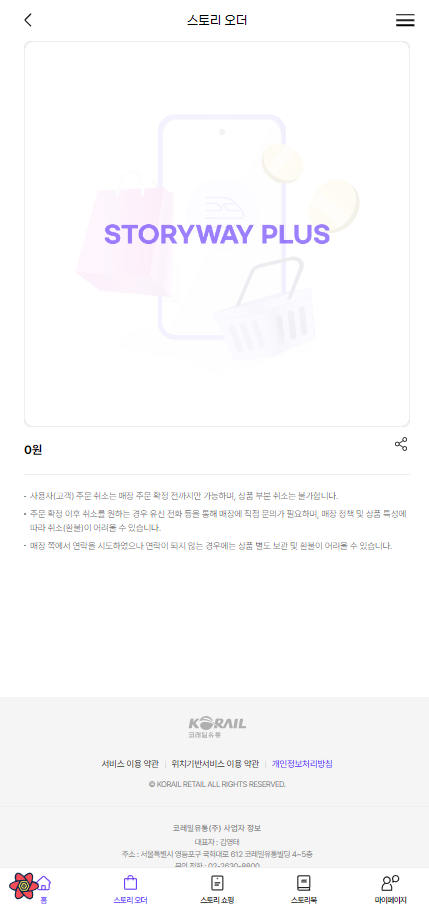 스토리 오더
STORYWAY PLUS
0원
- 사용자(고객) 주문 취소는 매장 주문 확정 전까지만 가능하며, 상품 부분 취소는 불가합니다.
- 주문 확정 이후 취소를 원하는 경우 유선 전화 등을 통해 매장에 직접 문의가 필요하며, 매장 정책 및 상품 특성에
따라 취소(환불)이 어려울 수 있습니다.
- 매장 쪽에서 연락을 시도하였으나 연락이 되지 않는 경우에는 상품 별도 보관 및 환불이 어려울 수 있습니다.
KORAIL
코레일유통
서비스 이용 약관 | 위치기반서비스 이용 약관 | 개인정보처리방침
© KORAIL RETAIL ALL RIGHTS RESERVED.
코레일유통(주) 사업자 정보
대표자 : 김영태
주소 : 서울특별시 영등포구 국회대로 612 코레일유통빌딩 4~5층
문의 전화 : 02-2630-8900
홈 스토리 오더 스토리 쇼핑 스토리북 마이페이지